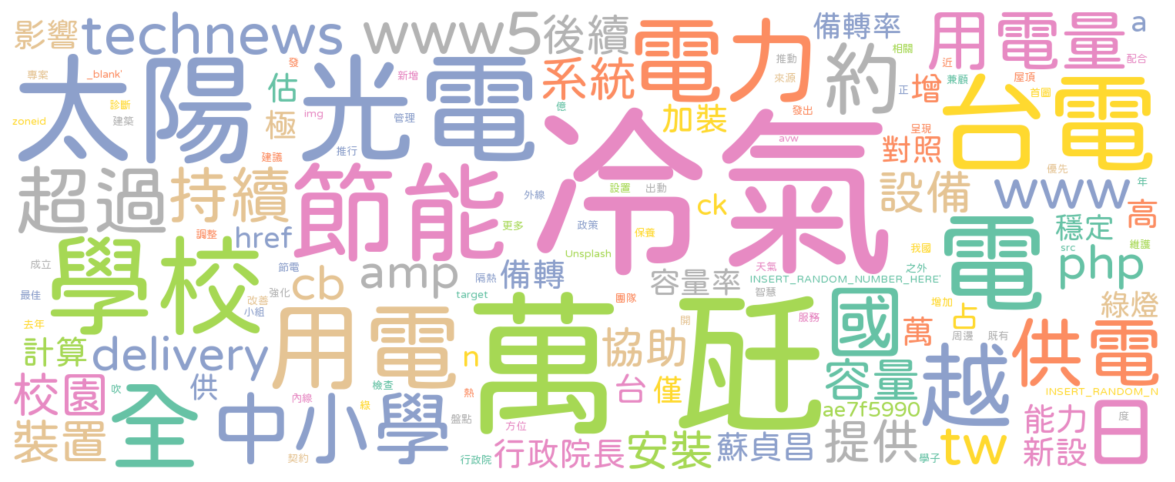 影響 technews www5 後續 電力 備轉率 用電量 a
專案 _blank' 發 新增 系統 推動 相關 近 配合
太陽光電 估 來源 約 正 增 兼顧 屋頂 首圖 台電
診斷 zoneid 建築 極 img 管理 億 加裝 發出 呈現
建議 推行 冷氣 avw 對照 優先
超過 持續 節能 外線 設置 出動 ck 設備 www 年 高
調整 href 更多 政策 保養 電 穩定 維護
學校 成立 節電 amp 隔熱 備轉 Unsplash 天氣 我國 之外 src php
cb 強化 容量率 INSERT_RANDOM_NUMBER_HERE'
最佳 改善 小組 target 團隊 智慧 增加 綠燈
去年 用電 萬瓩 開 服務 國 萬 占 周邊 既有 供電
計算 delivery n 協助
校園 吹 供 檢查 綠 熱 台 僅 容量 越 INSERT_RANDOM_N
全 中小學 內線 盤點 方位 ae7f5990 度 能力 日
裝置 契約 行政院 行政院長 安裝 蘇貞昌 提供 學子 tw 新設